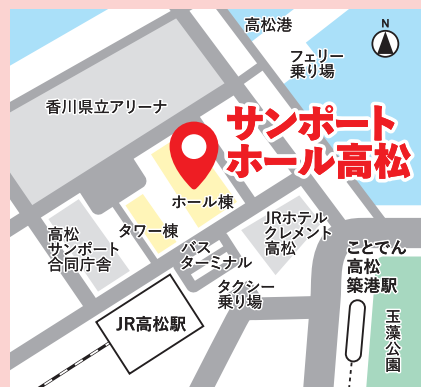 高松港
N
フェリー
乗り場
香川県立アリーナ
サンポート
ホール高松
ホール棟
タワー棟
高松
サンポート
合同庁舎
バス
ターミナル
JRホテル
クレメント
高松
タクシー
乗り場
ことでん
高松
築港駅
JR高松駅
玉藻公園